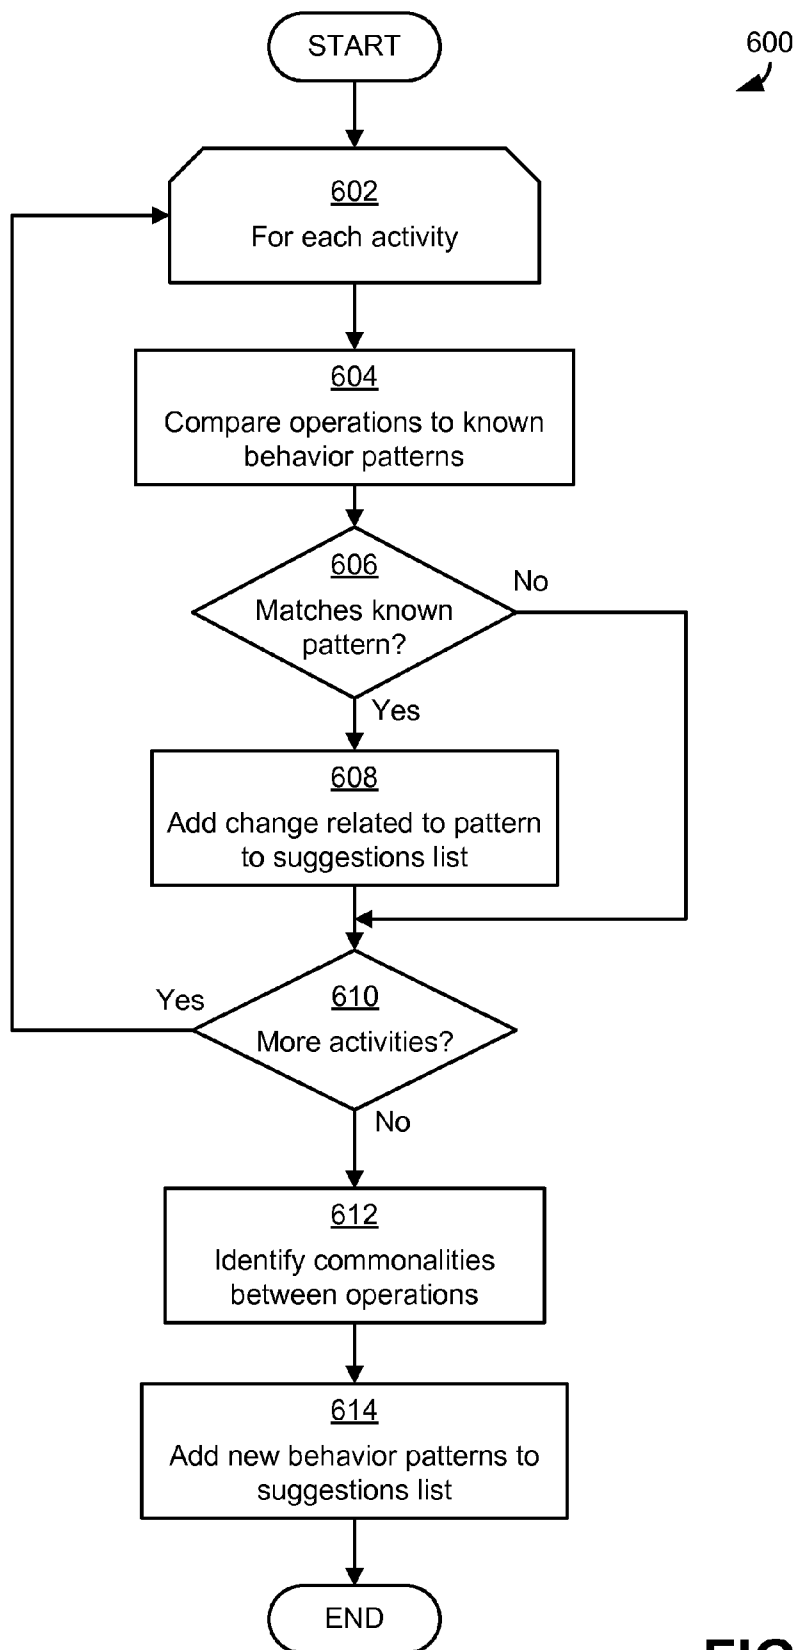 START
600
602
For each activity
604
Compare operations to known
behavior patterns
606
Matches known
pattern?
No
Yes
608
Add change related to pattern
to suggestions list
610
More activities?
Yes
No
612
Identify commonalities
between operations
614
Add new behavior patterns to
suggestions list
END